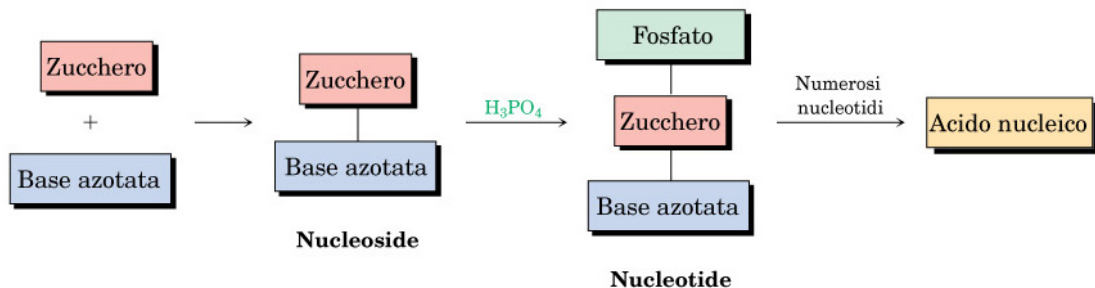 Zucchero
+
Base azotata
Zucchero
Base azotata
Nucleoside
H₃PO₄
Fosfato
Zucchero
Base azotata
Nucleotide
Numerosi
nucleotidi
Acido nucleico